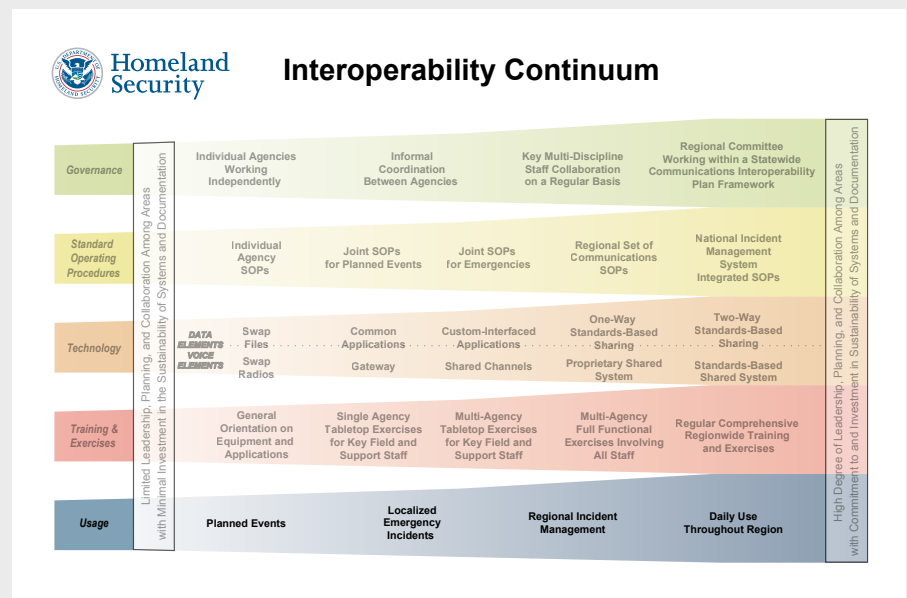 U.S. DEPARTMENT OF
HOMELAND SECURITY
Homeland
Security
Interoperability Continuum
Limited Leadership, Planning, and Collaboration Among Areas
with Minimal Investment in the Sustainability of Systems and Documentation
Governance
Individual Agencies
Working
Independently
Informal
Coordination
Between Agencies
Key Multi-Discipline
Staff Collaboration
on a Regular Basis
Regional Committee
Working within a Statewide
Communications Interoperability
Plan Framework
Standard
Operating
Procedures
Individual
Agency
SOPs
Joint SOPs
for Planned Events
Joint SOPs
for Emergencies
Regional Set of
Communications
SOPs
National Incident
Management
System
Integrated SOPs
Technology
DATA
ELEMENTS
Swap
Files
Common
Applications
Custom-Interfaced
Applications
One-Way
Standards-Based
Sharing
Two-Way
Standards-Based
Sharing
VOICE
ELEMENTS
Swap
Radios
Gateway
Shared Channels
Proprietary Shared
System
Standards-Based
Shared System
Training &
Exercises
General
Orientation on
Equipment and
Applications
Single Agency
Tabletop Exercises
for Key Field and
Support Staff
Multi-Agency
Tabletop Exercises
for Key Field and
Support Staff
Multi-Agency
Full Functional
Exercises Involving
All Staff
Regular Comprehensive
Regionwide Training
and Exercises
Usage
Planned Events
Localized
Emergency
Incidents
Regional Incident
Management
Daily Use
Throughout Region
High Degree of Leadership, Planning, and Collaboration Among Areas
with Commitment to and Investment in Sustainability of Systems and Documentation